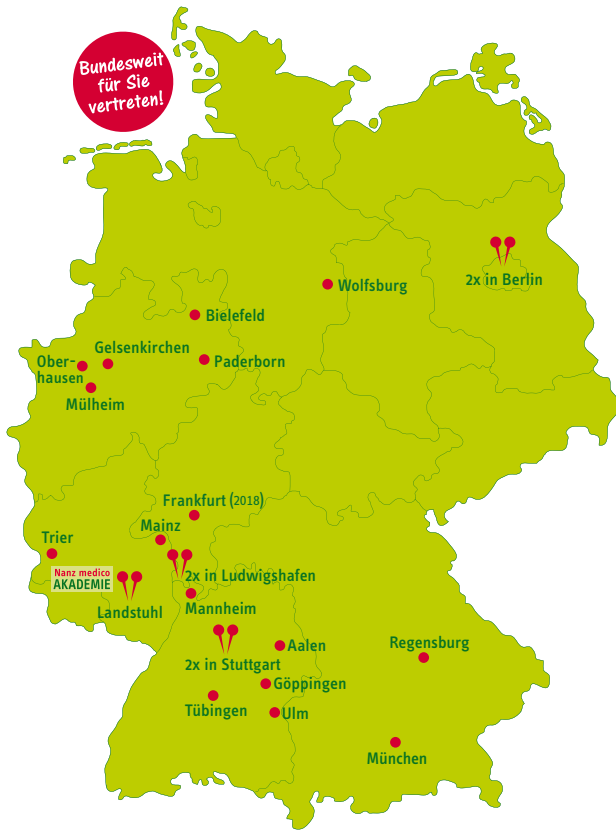 Bundesweit
für Sie
vertreten!
2x in Berlin
Wolfsburg
Bielefeld
Gelsenkirchen
Ober-
hausen
Paderborn
Mülheim
Frankfurt (2018)
Mainz
Trier
Nanz medico
AKADEMIE
2x in Ludwigshafen
Landstuhl
Mannheim
2x in Stuttgart
Aalen
Regensburg
Göppingen
Tübingen
Ulm
München